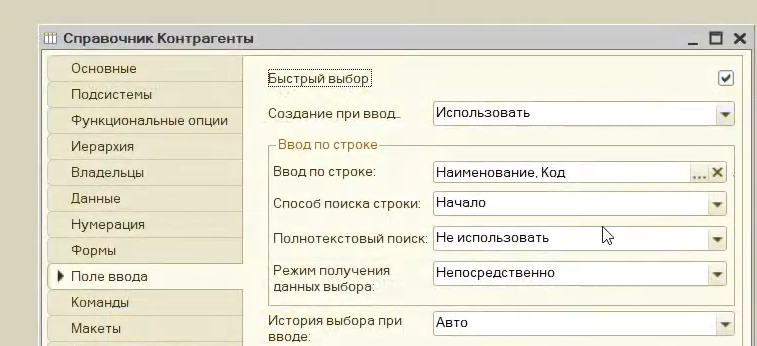 Справочник Контрагенты
Основные
Подсистемы
Функциональные опции
Иерархия
Владельцы
Данные
Нумерация
Формы
Поле ввода
Команды
Макеты
Быстрый выбор
Создание при ввод...
Использовать
Ввод по строке
Ввод по строке:
Наименование, Код
...
Способ поиска строки:
Начало
Полнотекстовый поиск:
Не использовать
Режим получения
данных выбора:
Непосредственно
История выбора при
вводе:
Авто